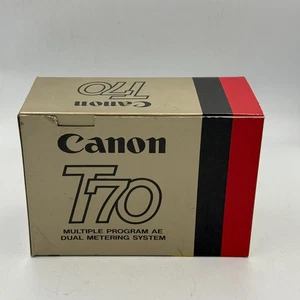 Canon
T70
Canon
T70
MULTIPLE PROGRAM AE
DUAL METERING SYSTEM